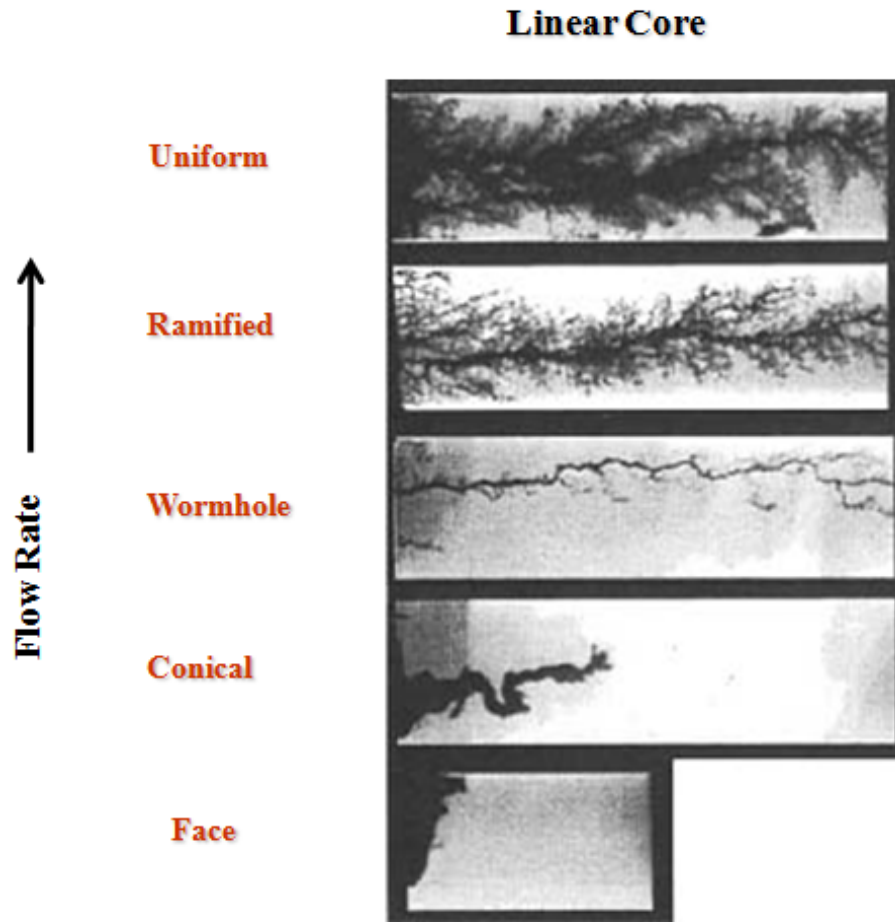 Linear Core
Uniform
Ramified
Wormhole
Conical
Face
Flow Rate